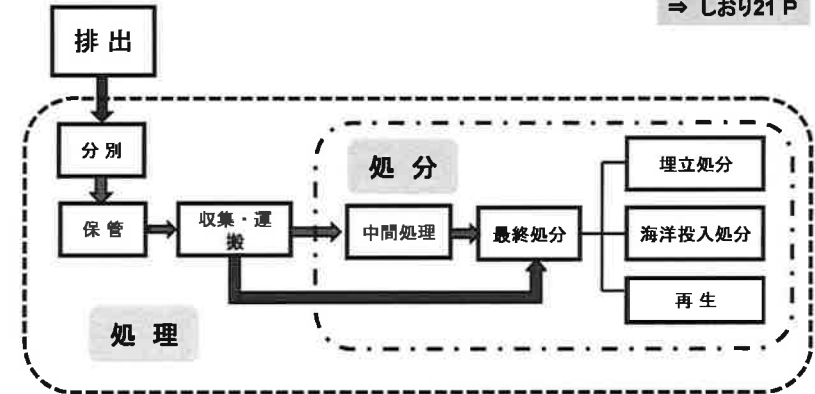 ⇒ しおり21 P
排 出
分 別
保 管
収集・運
搬
処 分
中間処理
最終処分
埋立処分
海洋投入処分
再 生
処 理